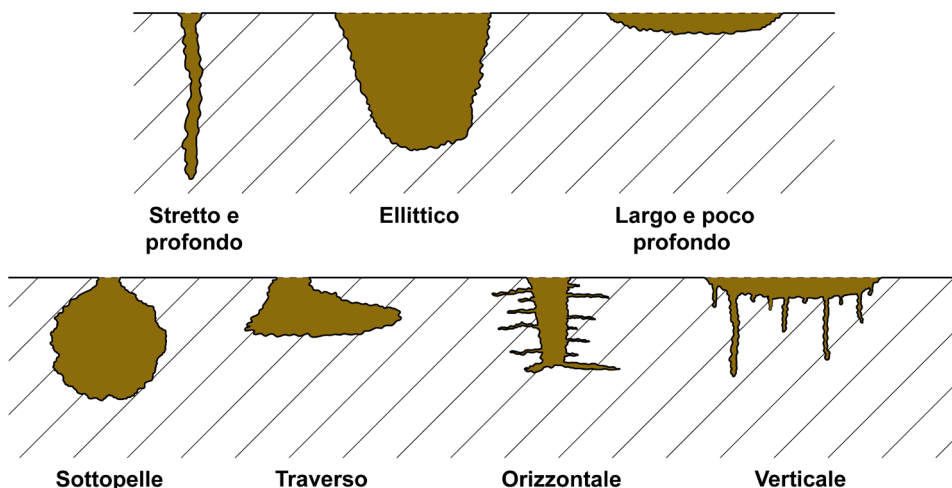 Stretto e
profondo
Ellittico
Largo e poco
profondo
Sottopelle
Traverso
Orizzontale
Verticale